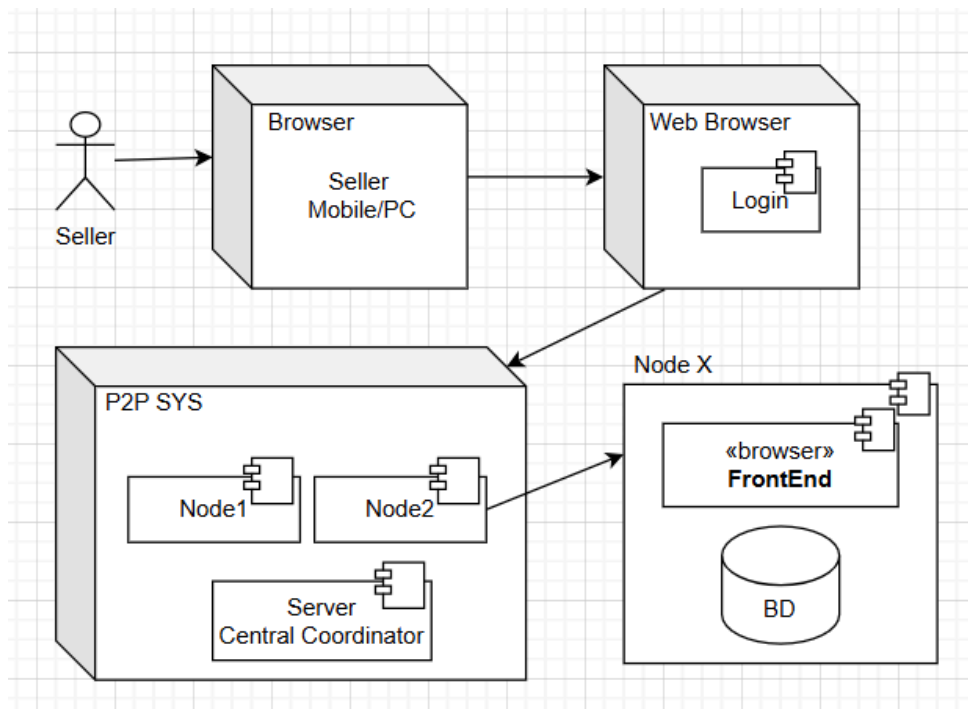 Seller
Browser
Seller
Mobile/PC
Web Browser
Login
P2P SYS
Node1
Node2
Server
Central Coordinator
Node X
«browser»
FrontEnd
BD